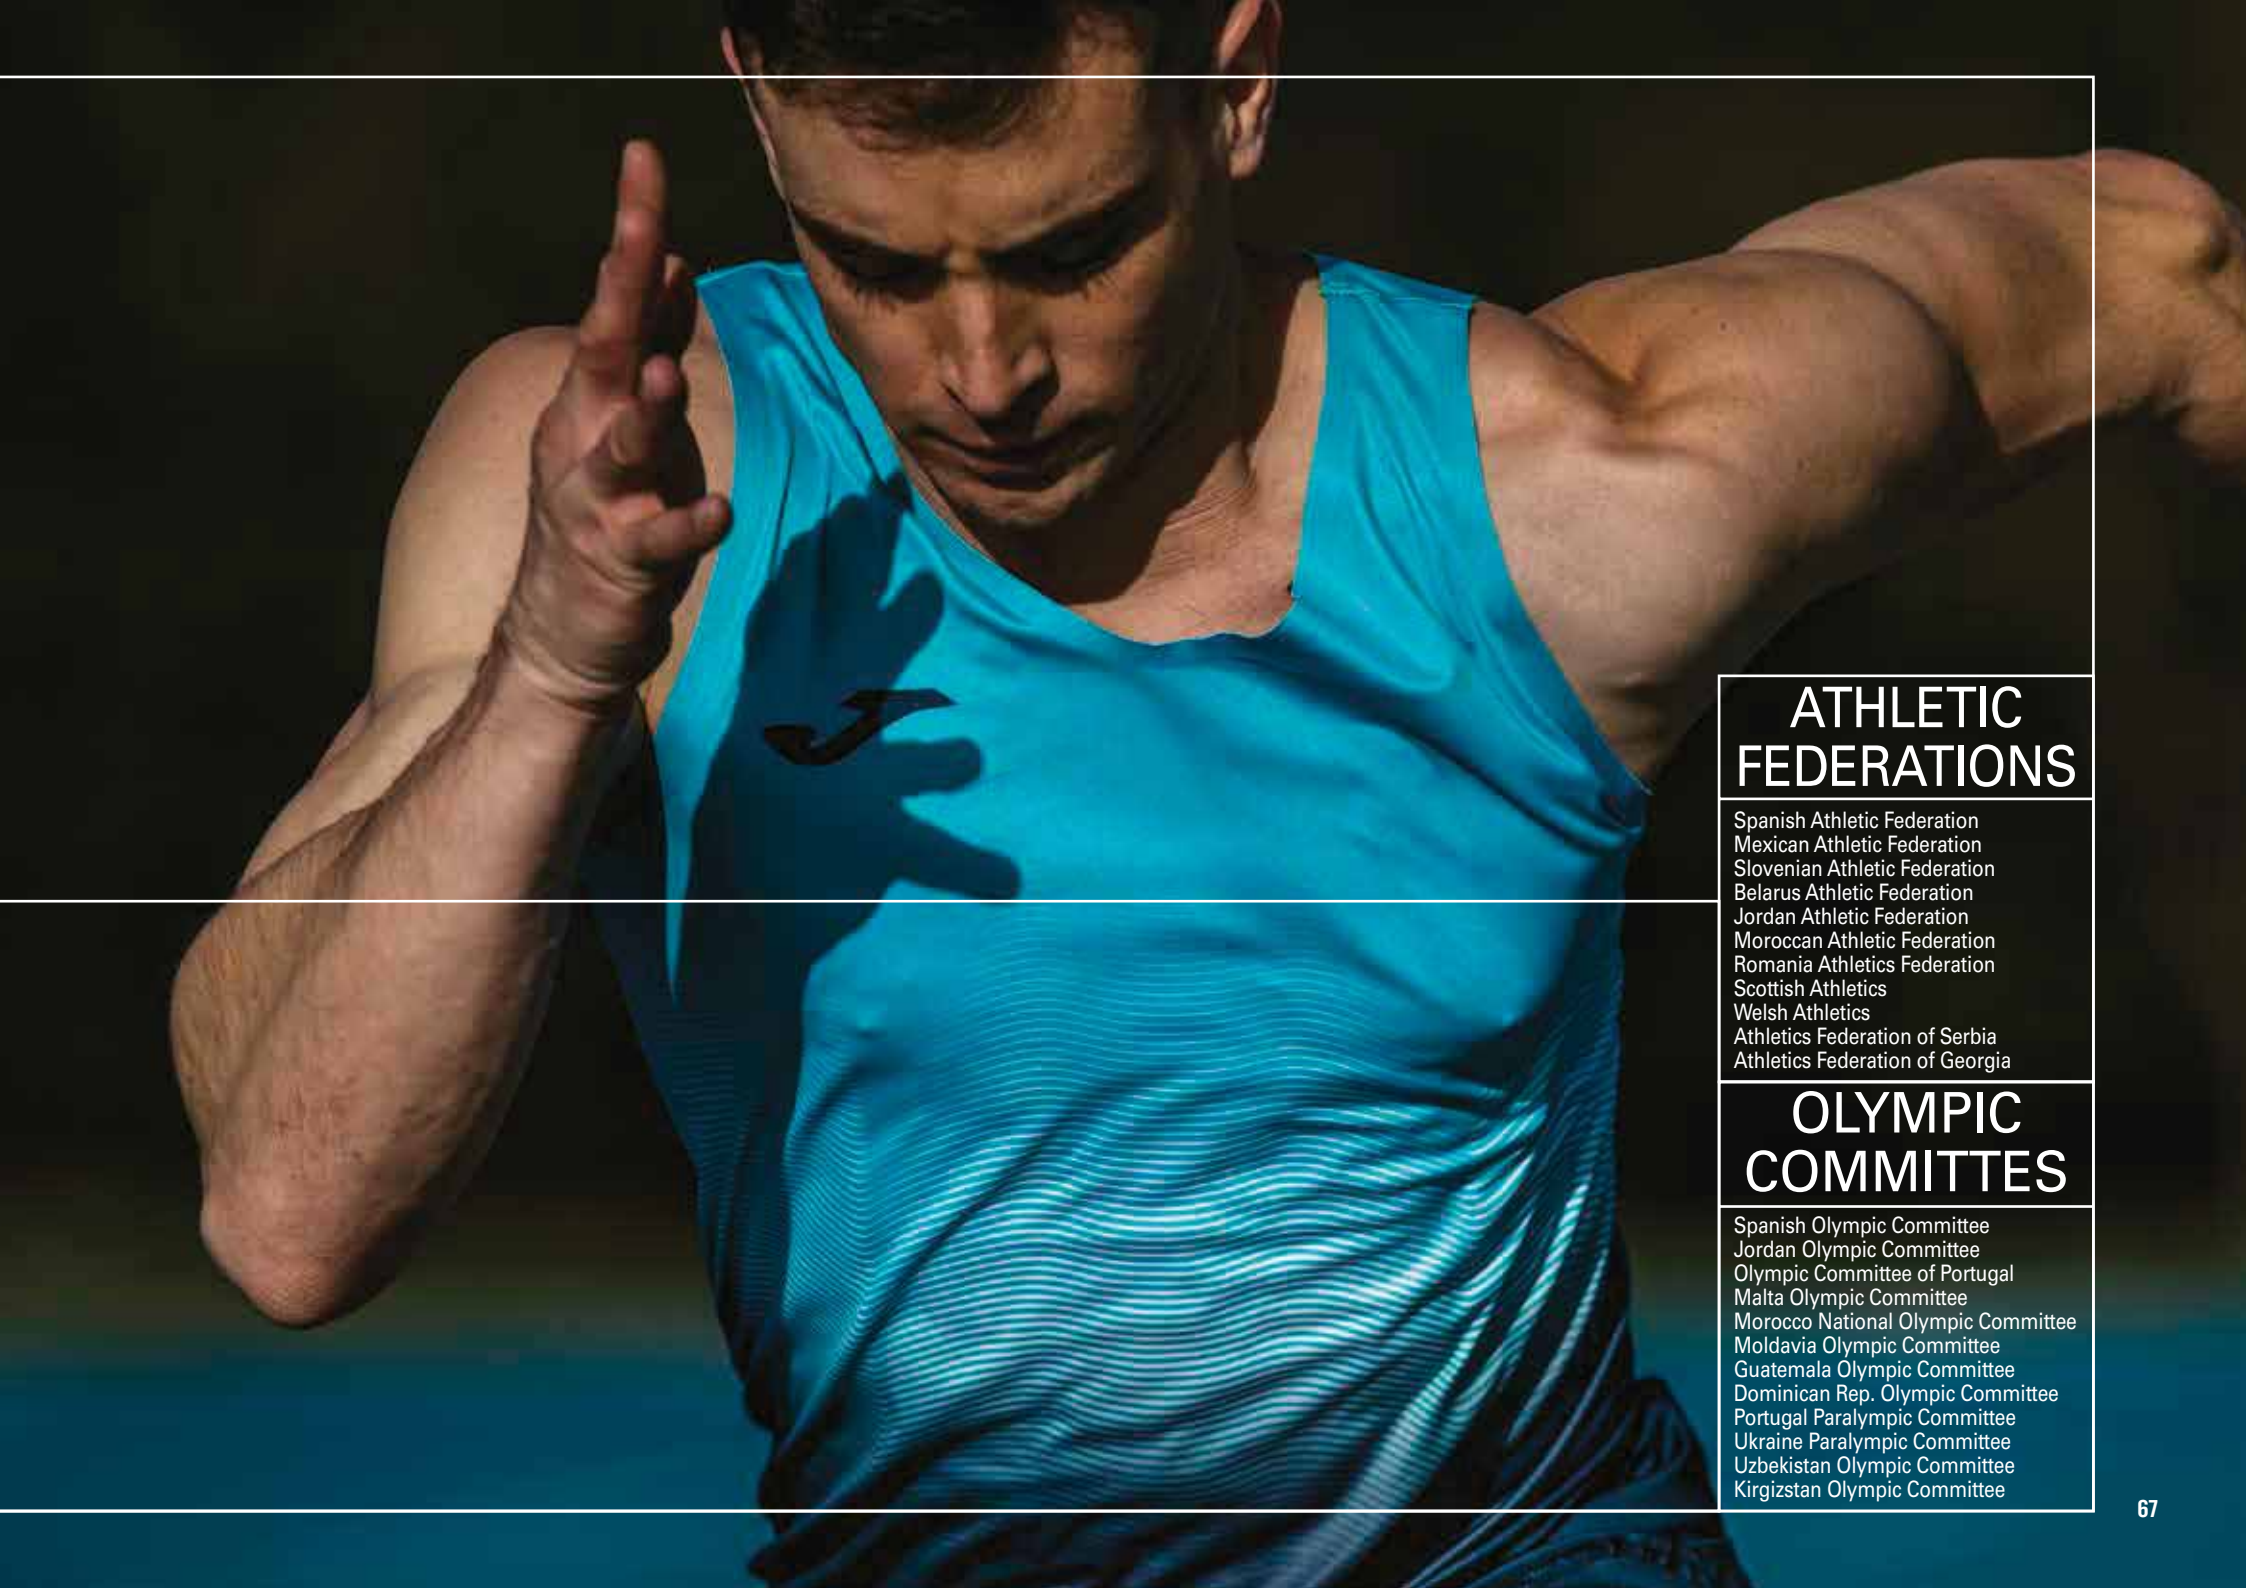 ATHLETIC
FEDERATIONS
Spanish Athletic Federation
Mexican Athletic Federation
Slovenian Athletic Federation
Belarus Athletic Federation
Jordan Athletic Federation
Moroccan Athletic Federation
Romania Athletics Federation
Scottish Athletics
Welsh Athletics
Athletics Federation of Serbia
Athletics Federation of Georgia
OLYMPIC
COMMITTES
Spanish Olympic Committee
Jordan Olympic Committee
Olympic Committee of Portugal
Malta Olympic Committee
Morocco National Olympic Committee
Moldavia Olympic Committee
Guatemala Olympic Committee
Dominican Rep. Olympic Committee
Portugal Paralympic Committee
Ukraine Paralympic Committee
Uzbekistan Olympic Committee
Kirgizstan Olympic Committee
67